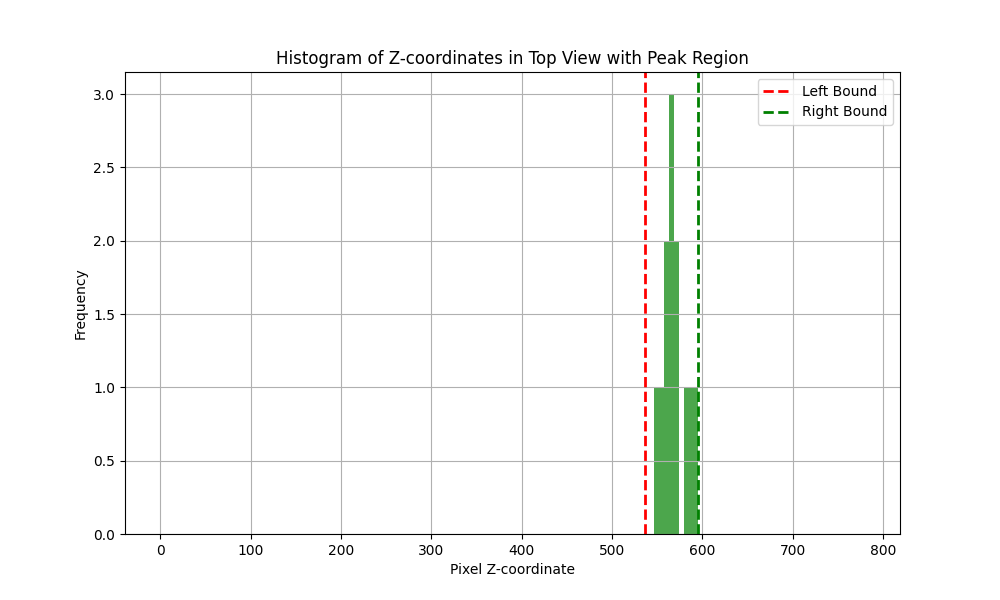 Histogram of Z-coordinates in Top View with Peak Region
Left Bound
Right Bound
3.0
2.5
2.0
1.5
1.0
0.5
0.0
Frequency
0 100 200 300 400 500 600 700 800
Pixel Z-coordinate